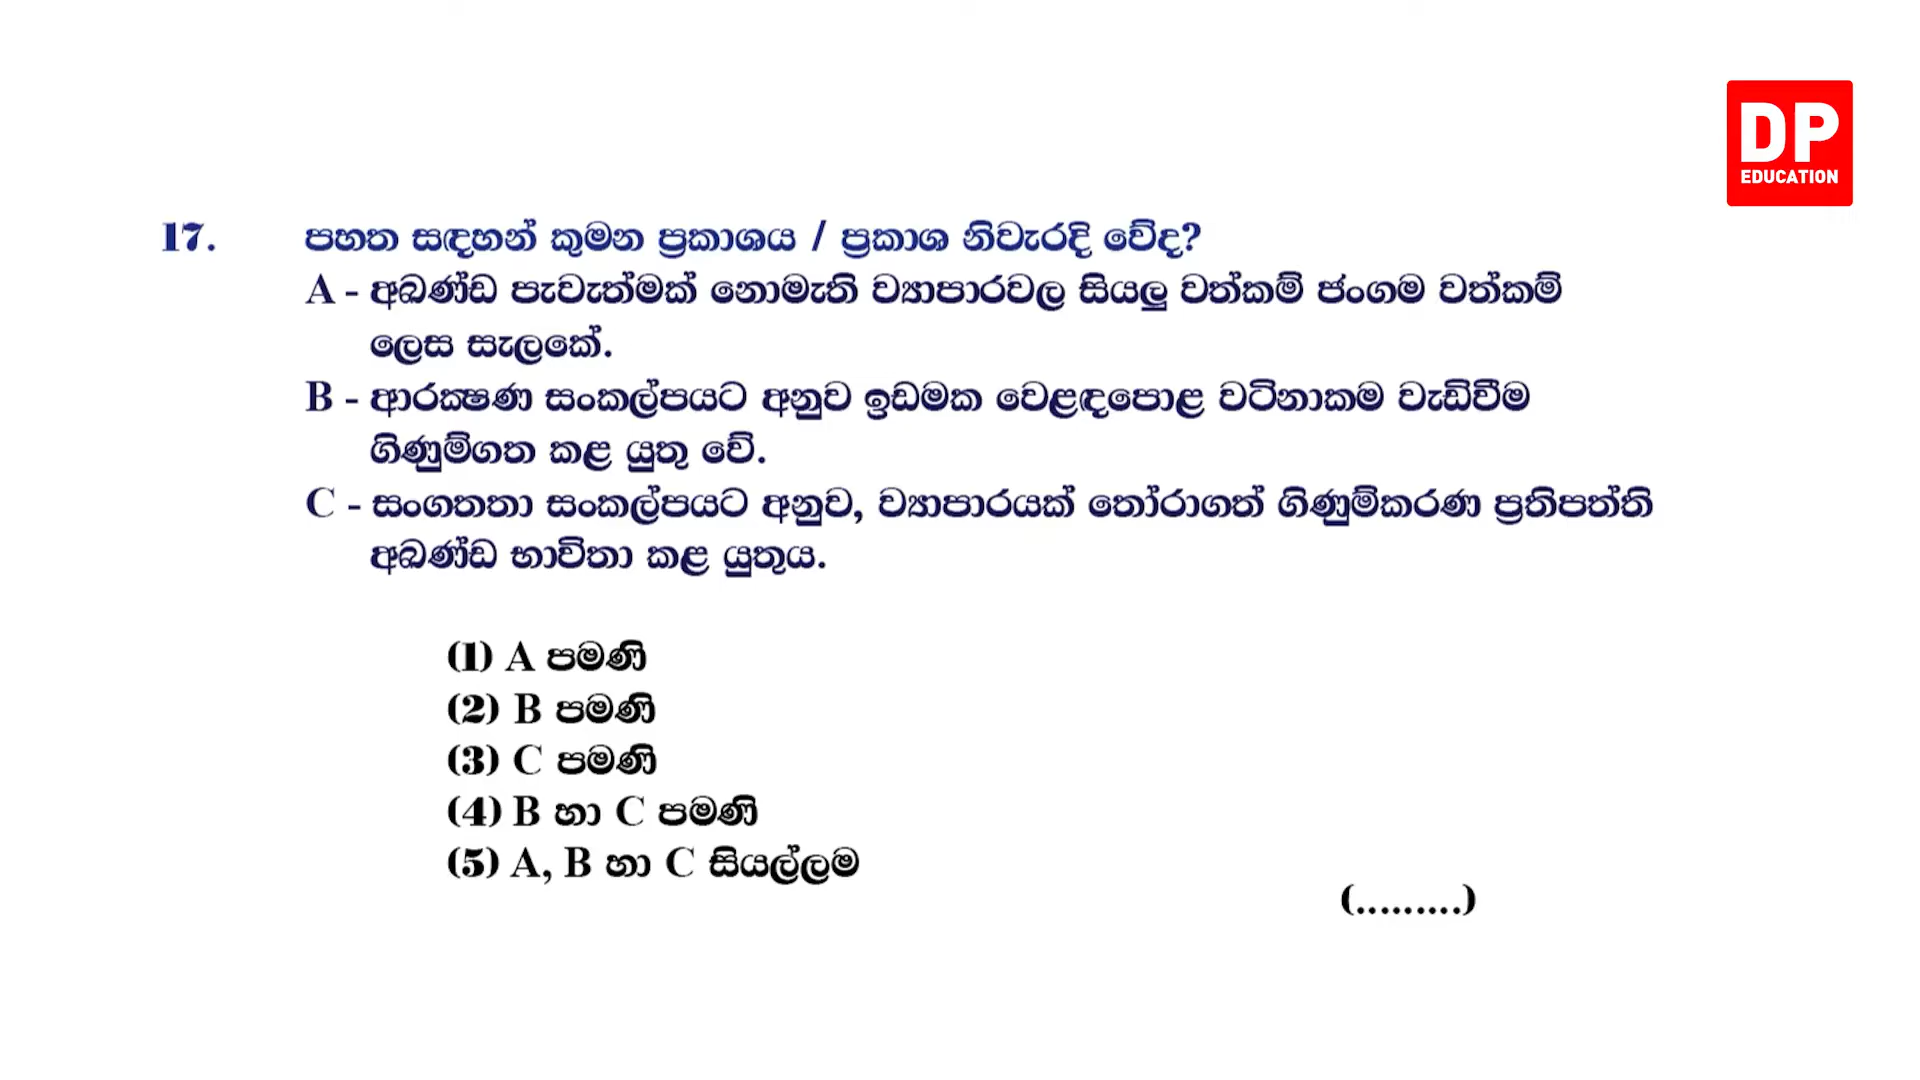 DP
EDUCATION
17. පහත සඳහන් කුමන ප්‍රකාශය / ප්‍රකාශ නිවැරදි වේද?
A - අඛණ්ඩ පැවැත්මක් නොමැති ව්‍යාපාරවල සියලු වත්කම් ජංගම වත්කම්
ලෙස සැලකේ.
B - ආරක්ෂණ සංකල්පයට අනුව ඉඩමක වෙළඳපොළ වටිනාකම වැඩිවීම
ගිණුම්ගත කළ යුතු වේ.
C - සංගතතා සංකල්පයට අනුව, ව්‍යාපාරයක් තෝරාගත් ගිණුම්කරණ ප්‍රතිපත්ති
අඛණ්ඩ භාවිතා කළ යුතුය.
(1) A පමණි
(2) B පමණි
(3) C පමණි
(4) B හා C පමණි
(5) A, B හා C සියල්ලම
(.........)